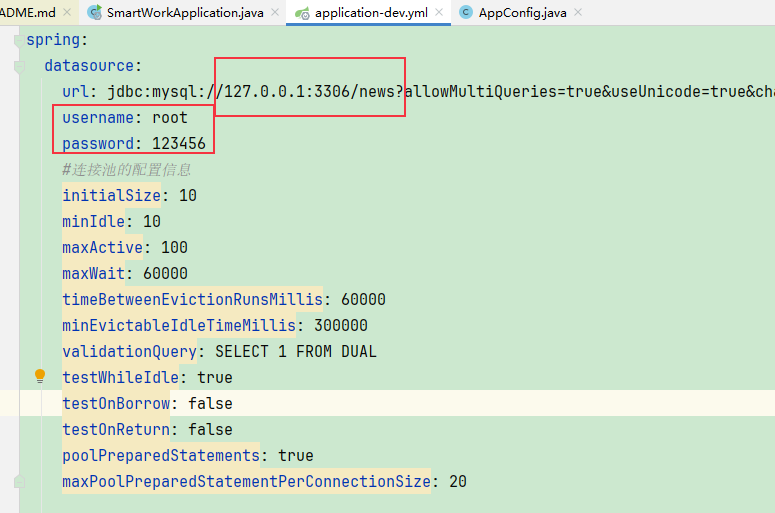 ADME.md SmartWorkApplication.java application-dev.yml AppConfig.java
spring:
datasource:
url: jdbc:mysql://127.0.0.1:3306/news?allowMultiQueries=true&useUnicode=true&cha
username: root
password: 123456
#连接池的配置信息
initialSize: 10
minIdle: 10
maxActive: 100
maxWait: 60000
timeBetweenEvictionRunsMillis: 60000
minEvictableIdleTimeMillis: 300000
validationQuery: SELECT 1 FROM DUAL
testWhileIdle: true
testOnBorrow: false
testOnReturn: false
poolPreparedStatements: true
maxPoolPreparedStatementPerConnectionSize: 20